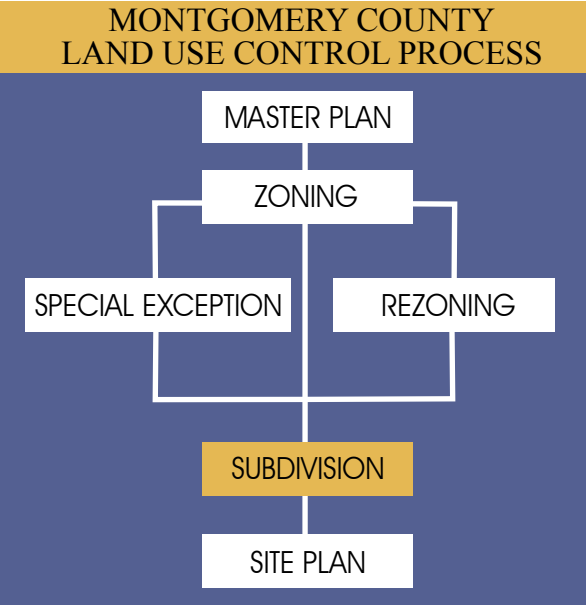 MONTGOMERY COUNTY
LAND USE CONTROL PROCESS
MASTER PLAN
ZONING
SPECIAL EXCEPTION
REZONING
SUBDIVISION
SITE PLAN